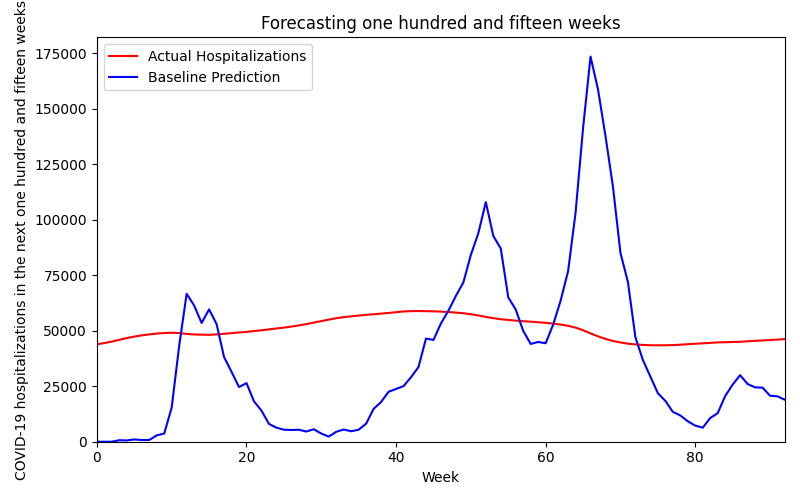 Forecasting one hundred and fifteen weeks
Actual Hospitalizations
Baseline Prediction
COVID-19 hospitalizations in the next one hundred and fifteen weeks
175000
150000
125000
100000
75000
50000
25000
0
0 20 40 60 80
Week